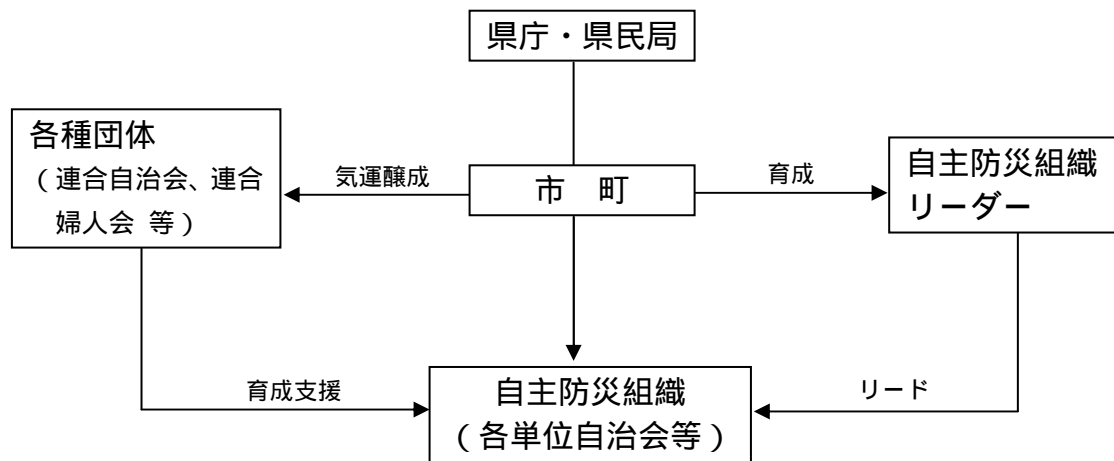 県庁・県民局
各種団体
（連合自治会、連合
婦人会 等）
気運醸成
市　町
育成
自主防災組織
リーダー
育成支援
自主防災組織
（各単位自治会等）
リード